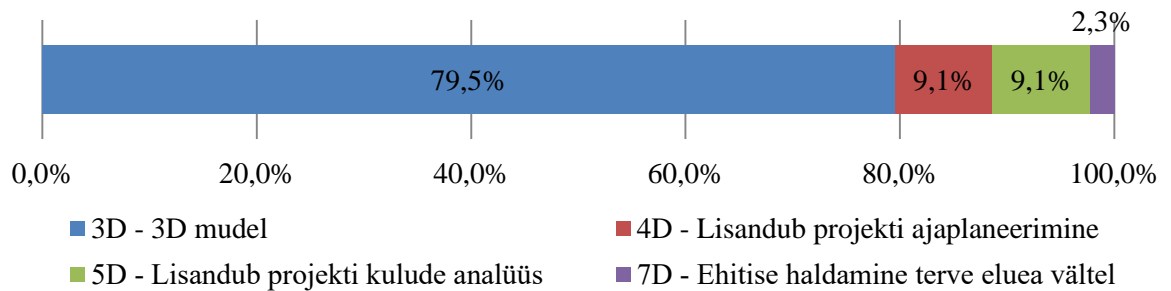 2,3%
79,5% 9,1% 9,1%
0,0% 20,0% 40,0% 60,0% 80,0% 100,0%
3D - 3D mudel 4D - Lisandub projekti ajaplaneerimine
5D - Lisandub projekti kulude analüüs 7D - Ehitise haldamine terve eluea vältel